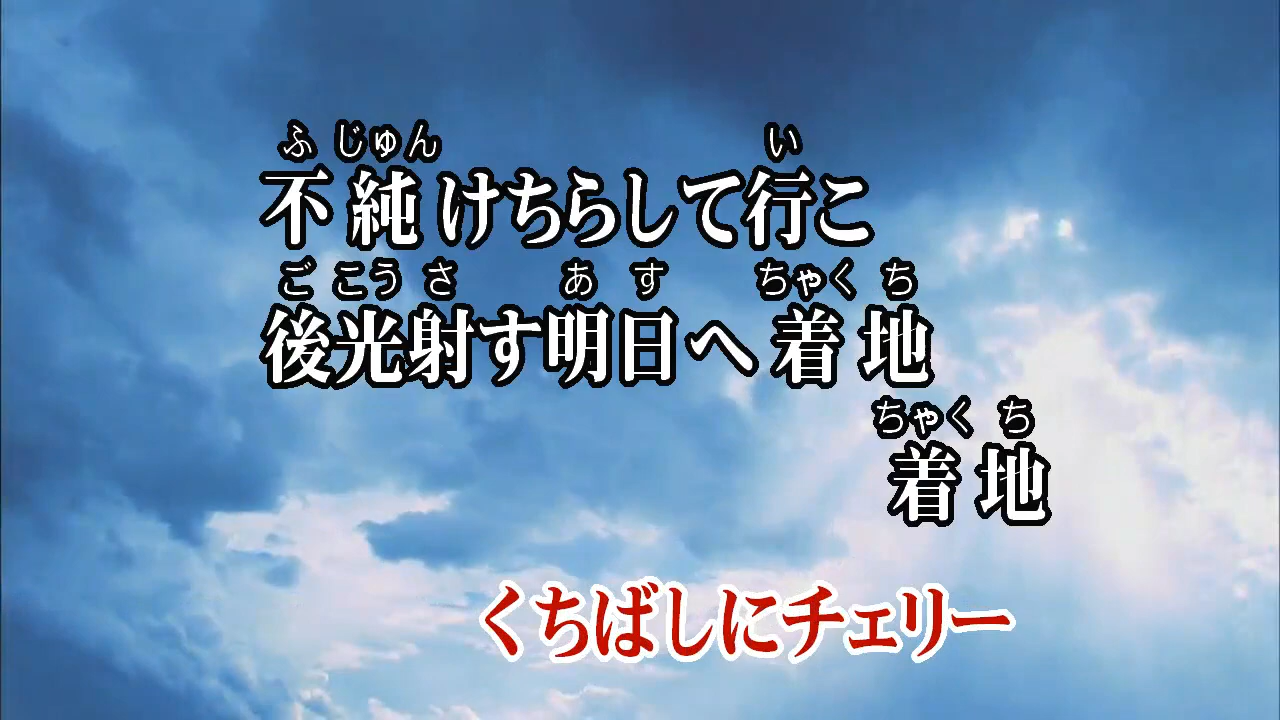 ふ じゅん い
不純けちらして行こ
ご こう さ あ す ちゃく ち
後光射す明日へ着地
ちゃく ち
着地
くちばしにチェリー